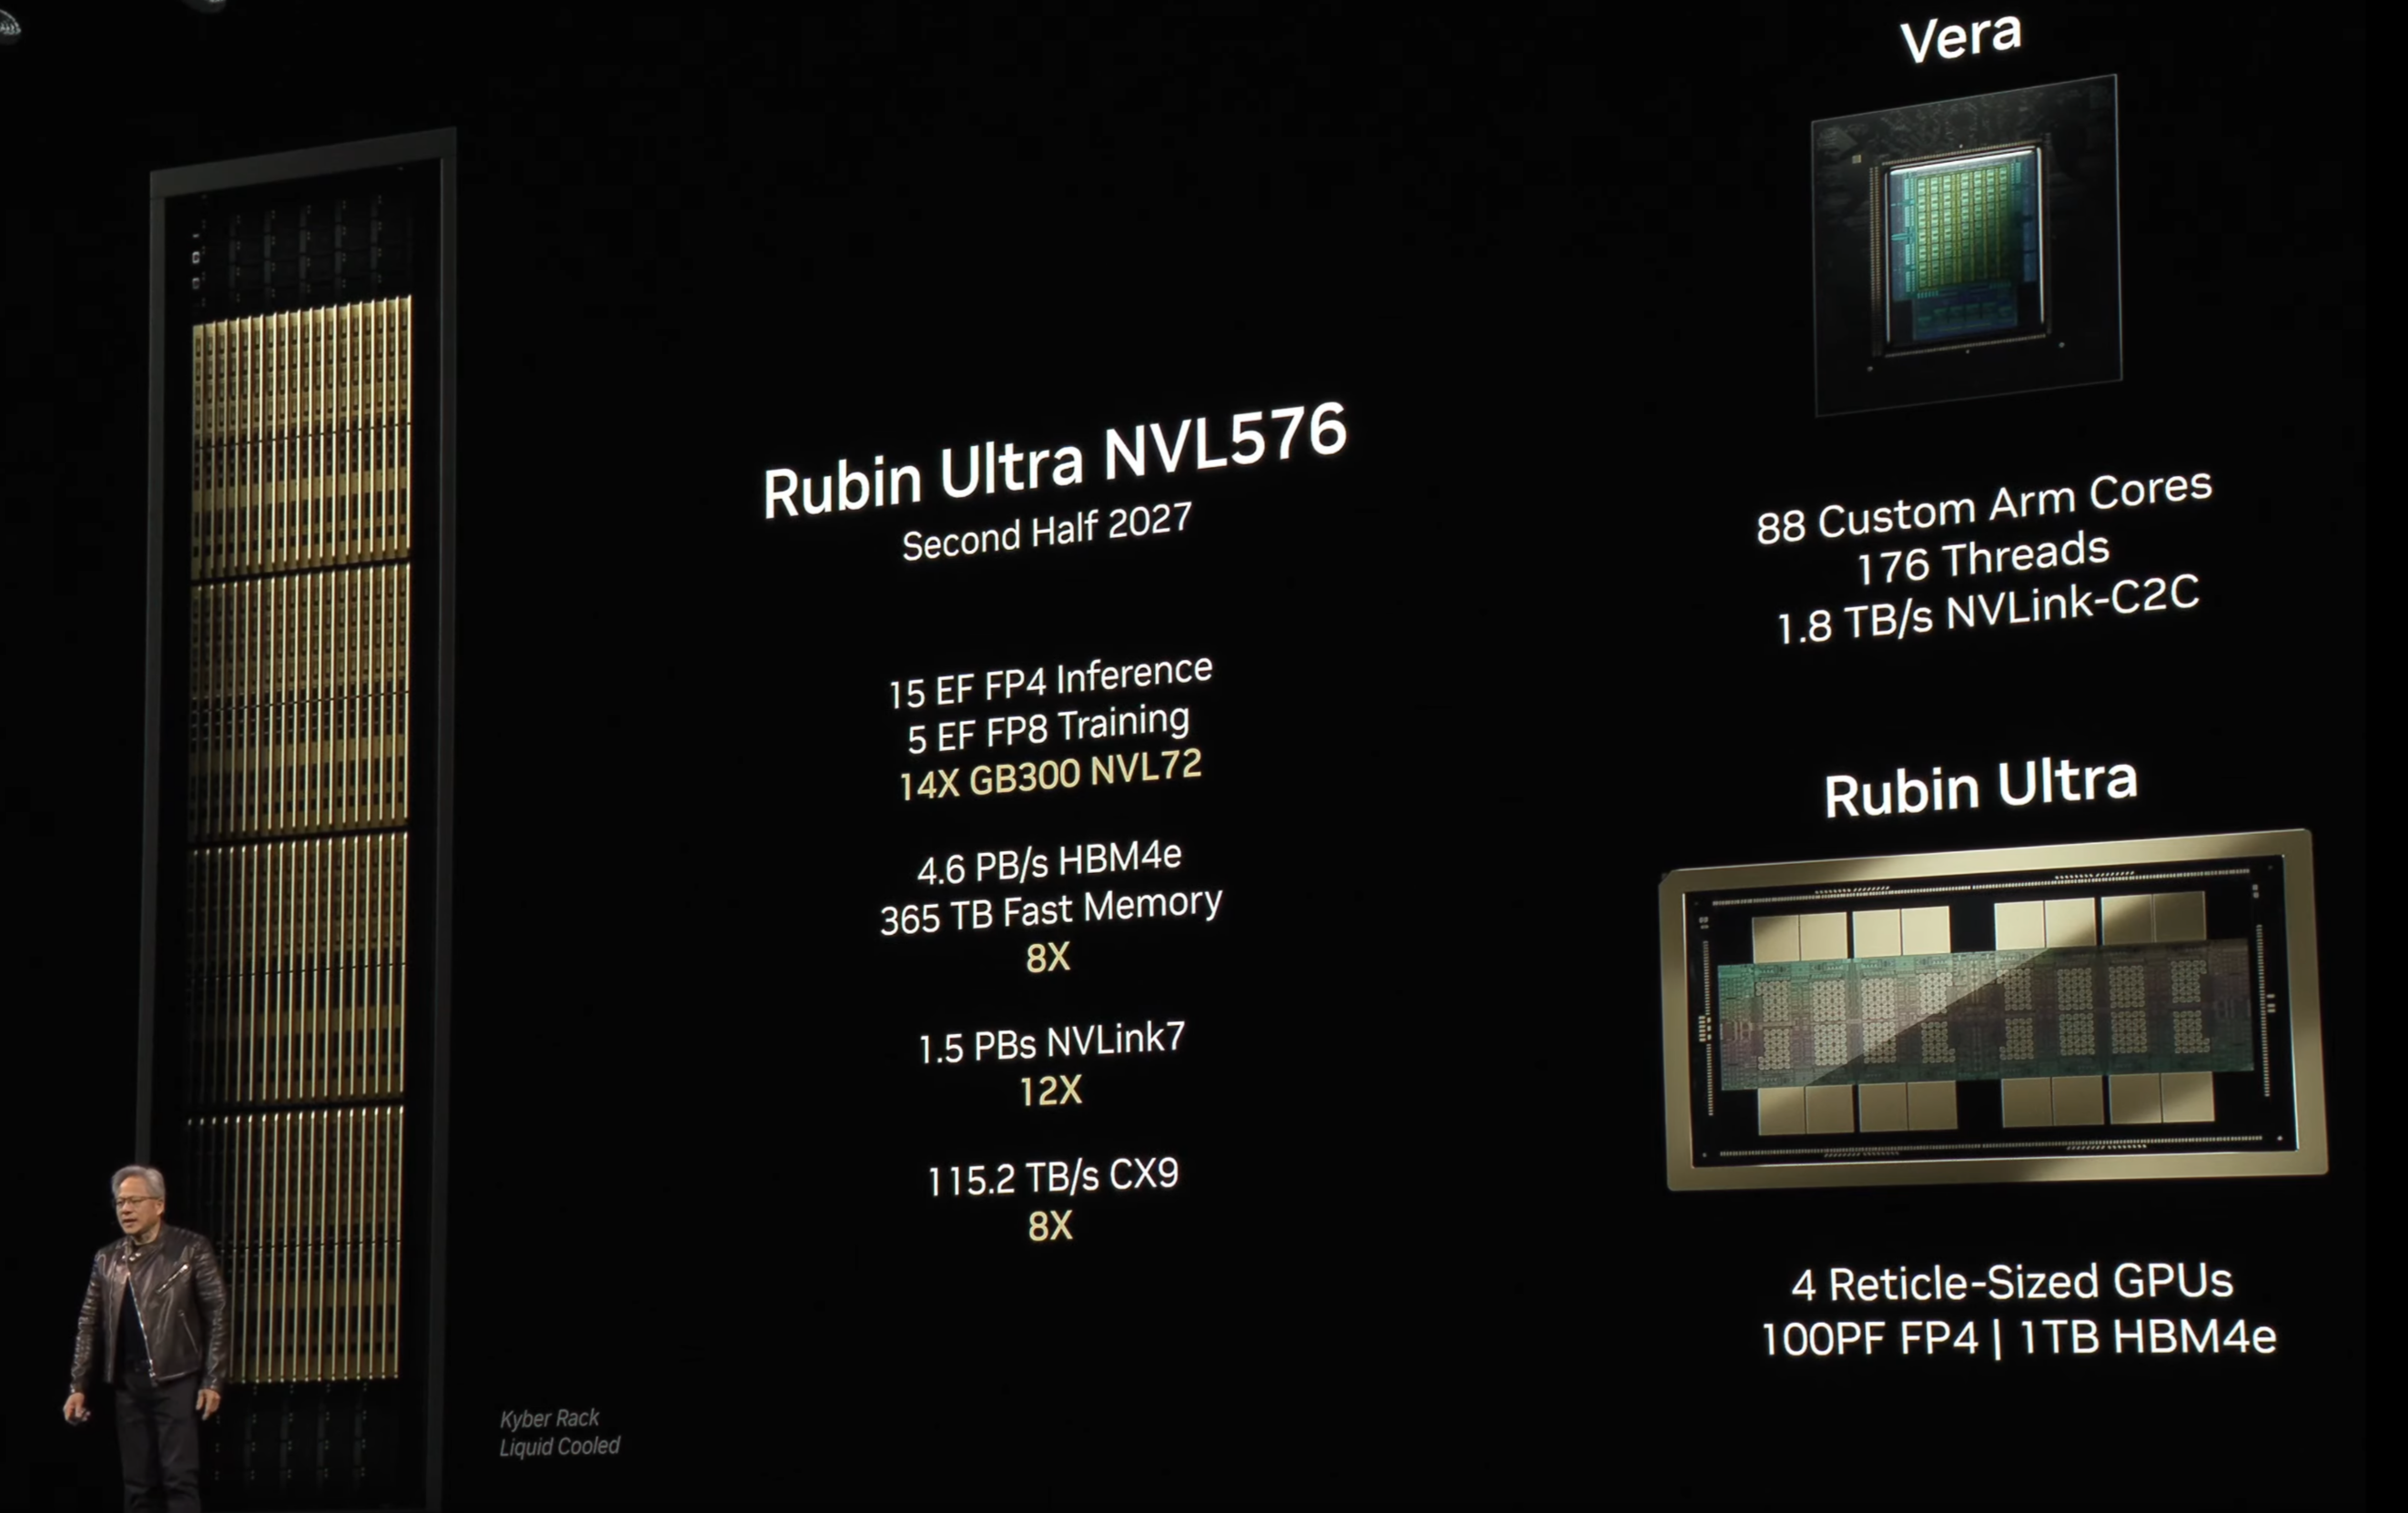 Rubin Ultra NVL576
Second Half 2027
15 EF FP4 Inference
5 EF FP8 Training
14X GB300 NVL72
4.6 PB/s HBM4e
365 TB Fast Memory
8X
1.5 PBs NVLink7
12X
115.2 TB/s CX9
8X
Kyber Rack
Liquid Cooled
Vera
88 Custom Arm Cores
176 Threads
1.8 TB/s NVLink-C2C
Rubin Ultra
4 Reticle-Sized GPUs
100PF FP4 | 1TB HBM4e